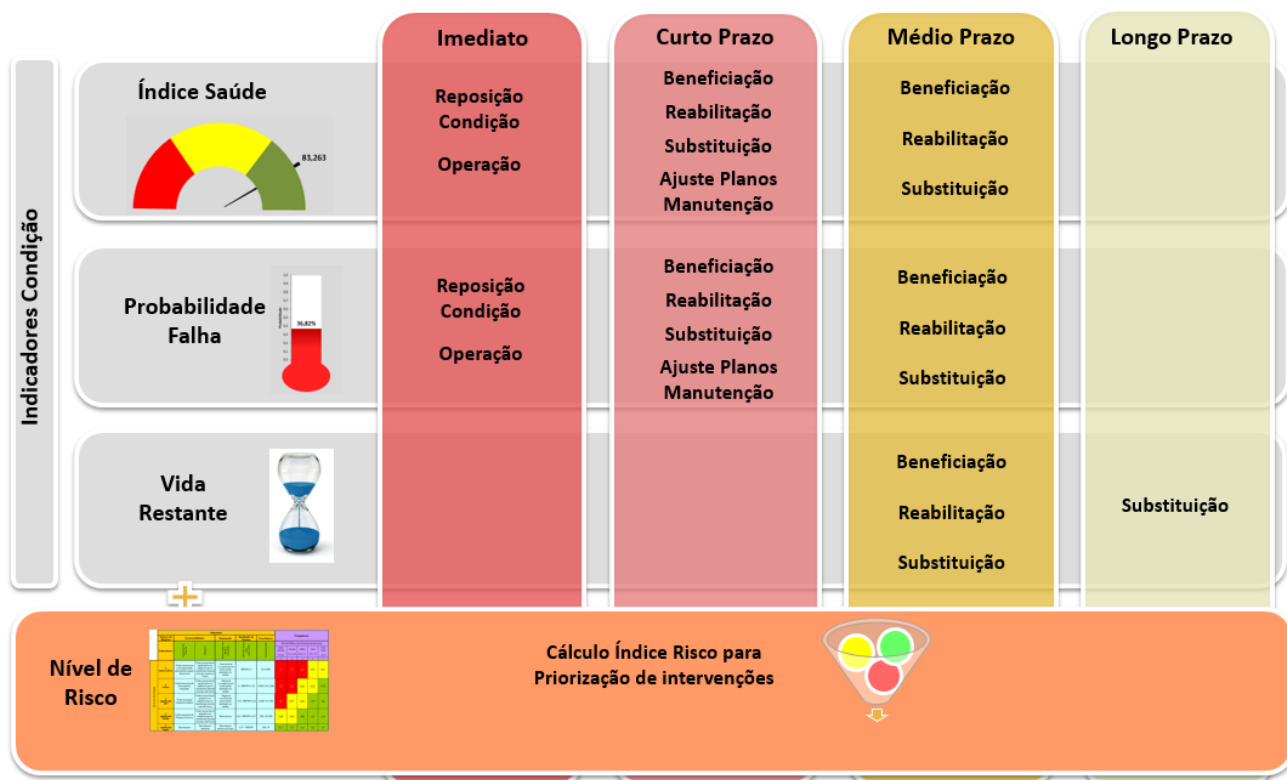 Imediato
Curto Prazo
Médio Prazo
Longo Prazo
Indicadores Condição
Índice Saúde
83,263
Reposição
Condição
Operação
Beneficiação
Reabilitação
Substituição
Ajuste Planos
Manutenção
Beneficiação
Reabilitação
Substituição
Probabilidade
Falha
36,82%
Reposição
Condição
Operação
Beneficiação
Reabilitação
Substituição
Ajuste Planos
Manutenção
Beneficiação
Reabilitação
Substituição
Vida
Restante
Beneficiação
Reabilitação
Substituição
Substituição
+
Nível de
Risco
Cálculo Índice Risco para
Priorização de intervenções